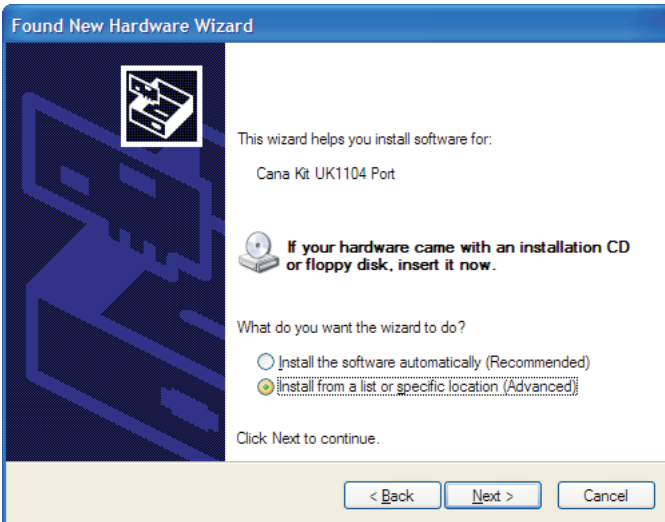 Found New Hardware Wizard
This wizard helps you install software for:
Cana Kit UK1104 Port
If your hardware came with an installation CD
or floppy disk, insert it now.
What do you want the wizard to do?
Install the software automatically (Recommended)
Install from a list or specific location (Advanced)
Click Next to continue.
< Back Next > Cancel